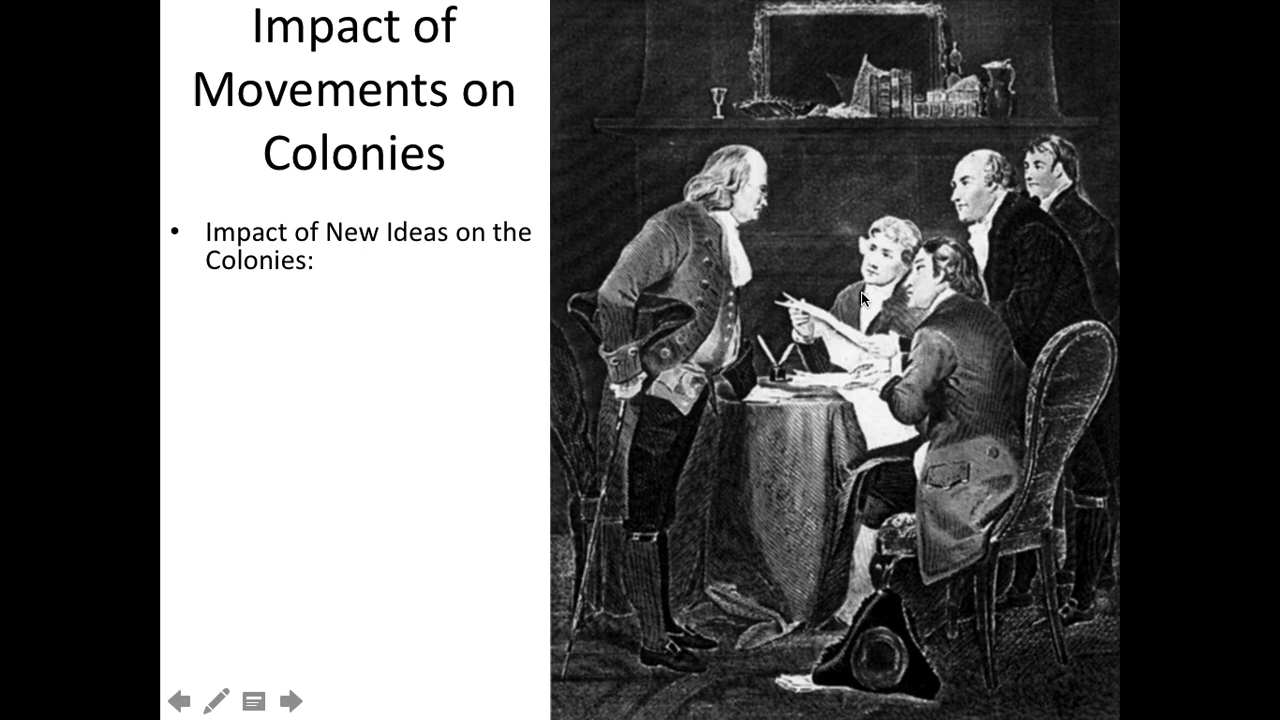 Impact of
Movements on
Colonies
• Impact of New Ideas on the
Colonies: